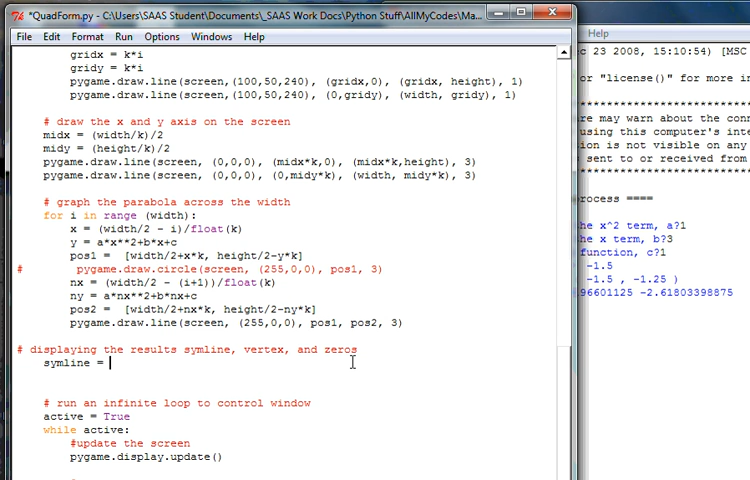 *QuadForm.py - C:\Users\SAAS Student\Documents\_SAAS Work Docs\Python Stuff\AllMyCodes\Ma...
File Edit Format Run Options Windows Help
gridx = k*i
gridy = k*i
pygame.draw.line(screen,(100,50,240), (gridx,0), (gridx, height), 1)
pygame.draw.line(screen,(100,50,240), (0,gridy), (width, gridy), 1)
# draw the x and y axis on the screen
midx = (width/k)/2
midy = (height/k)/2
pygame.draw.line(screen, (0,0,0), (midx*k,0), (midx*k,height), 3)
pygame.draw.line(screen, (0,0,0), (0,midy*k), (width, midy*k), 3)
# graph the parabola across the width
for i in range (width):
x = (width/2 - i)/float(k)
y = a*x**2+b*x+c
pos1 = [width/2+x*k, height/2-y*k]
# pygame.draw.circle(screen, (255,0,0), pos1, 3)
nx = (width/2 - (i+1))/float(k)
ny = a*nx**2+b*nx+c
pos2 = [width/2+nx*k, height/2-ny*k]
pygame.draw.line(screen, (255,0,0), pos1, pos2, 3)
# displaying the results symline, vertex, and zeros
symline =
# run an infinite loop to control window
active = True
while active:
#update the screen
pygame.display.update()
Help
c 23 2008, 15:10:54) [MSC
or "license()" for more in
************************
re may warn about the conn
using this computer's inte
sion is not visible on any
sent to or received from
************************
rocess ====
he x^2 term, a?1
he x term, b?3
function, c?1
-1.5
-1.5 , -1.25 )
96601125 -2.61803398875